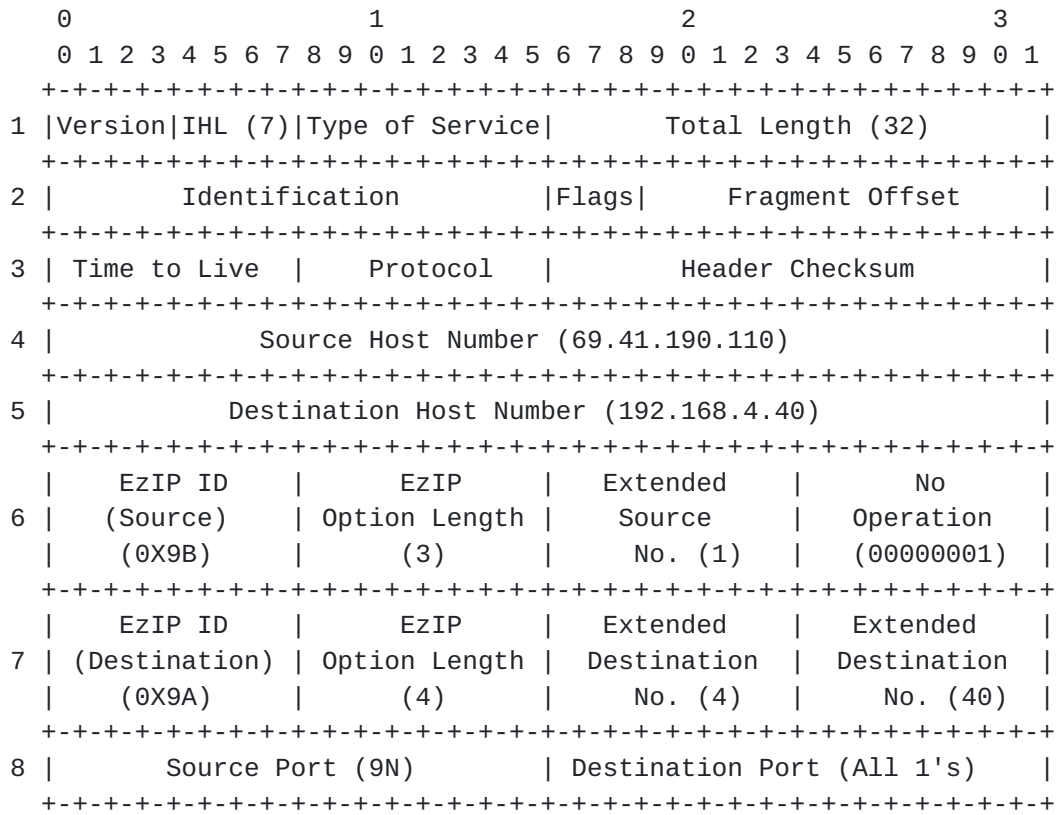 0                   1                   2                   3
    0 1 2 3 4 5 6 7 8 9 0 1 2 3 4 5 6 7 8 9 0 1 2 3 4 5 6 7 8 9 0 1
   +-+-+-+-+-+-+-+-+-+-+-+-+-+-+-+-+-+-+-+-+-+-+-+-+-+-+-+-+-+-+-+-+
 1 |Version|IHL (7)|Type of Service|       Total Length (32)       |
   +-+-+-+-+-+-+-+-+-+-+-+-+-+-+-+-+-+-+-+-+-+-+-+-+-+-+-+-+-+-+-+-+
 2 |        Identification         |Flags|     Fragment Offset     |
   +-+-+-+-+-+-+-+-+-+-+-+-+-+-+-+-+-+-+-+-+-+-+-+-+-+-+-+-+-+-+-+-+
 3 | Time to Live  |    Protocol   |        Header Checksum        |
   +-+-+-+-+-+-+-+-+-+-+-+-+-+-+-+-+-+-+-+-+-+-+-+-+-+-+-+-+-+-+-+-+
 4 |             Source Host Number (69.41.190.110)                |
   +-+-+-+-+-+-+-+-+-+-+-+-+-+-+-+-+-+-+-+-+-+-+-+-+-+-+-+-+-+-+-+-+
 5 |           Destination Host Number (192.168.4.40)              |
   +-+-+-+-+-+-+-+-+-+-+-+-+-+-+-+-+-+-+-+-+-+-+-+-+-+-+-+-+-+-+-+-+
   |    EzIP ID    |      EzIP     |   Extended    |       No      |
 6 |   (Source)    | Option Length |    Source     |   Operation   |
   |    (0X9B)     |      (3)      |     No. (1)   |   (00000001)  |
   +-+-+-+-+-+-+-+-+-+-+-+-+-+-+-+-+-+-+-+-+-+-+-+-+-+-+-+-+-+-+-+-+
   |    EzIP ID    |      EzIP     |   Extended    |   Extended    |
 7 | (Destination) | Option Length |  Destination  |  Destination  |
   |    (0X9A)     |      (4)      |     No. (4)   |     No. (40)  |
   +-+-+-+-+-+-+-+-+-+-+-+-+-+-+-+-+-+-+-+-+-+-+-+-+-+-+-+-+-+-+-+-+
 8 |       Source Port (9N)        | Destination Port (All 1's)    |
   +-+-+-+-+-+-+-+-+-+-+-+-+-+-+-+-+-+-+-+-+-+-+-+-+-+-+-+-+-+-+-+-+